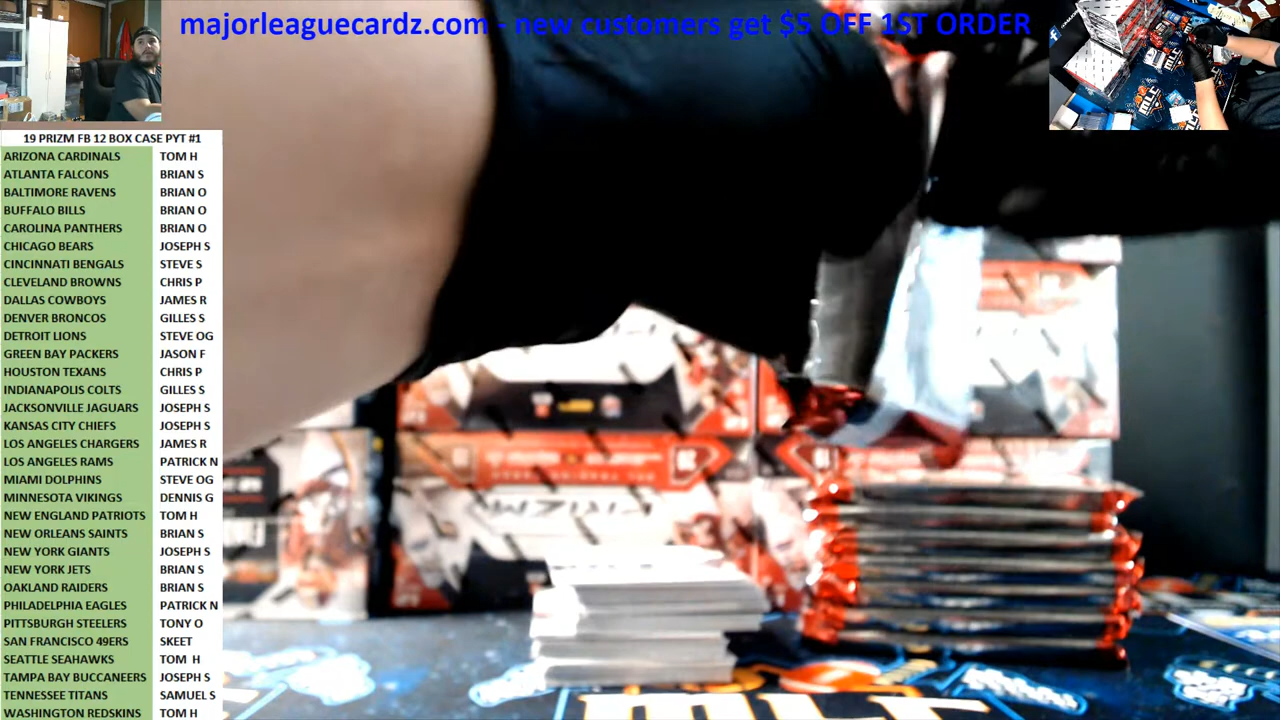 majorleaguecardz.com - new customers get $5 OFF 1ST ORDER
19 PRIZM FB 12 BOX CASE PYT #1
ARIZONA CARDINALS TOM H
ATLANTA FALCONS BRIAN S
BALTIMORE RAVENS BRIAN O
BUFFALO BILLS BRIAN O
CAROLINA PANTHERS BRIAN O
CHICAGO BEARS JOSEPH S
CINCINNATI BENGALS STEVE S
CLEVELAND BROWNS CHRIS P
DALLAS COWBOYS JAMES R
DENVER BRONCOS GILLES S
DETROIT LIONS STEVE OG
GREEN BAY PACKERS JASON F
HOUSTON TEXANS CHRIS P
INDIANAPOLIS COLTS GILLES S
JACKSONVILLE JAGUARS JOSEPH S
KANSAS CITY CHIEFS JOSEPH S
LOS ANGELES CHARGERS JAMES R
LOS ANGELES RAMS PATRICK N
MIAMI DOLPHINS STEVE OG
MINNESOTA VIKINGS DENNIS G
NEW ENGLAND PATRIOTS TOM H
NEW ORLEANS SAINTS BRIAN S
NEW YORK GIANTS JOSEPH S
NEW YORK JETS BRIAN S
OAKLAND RAIDERS BRIAN S
PHILADELPHIA EAGLES PATRICK N
PITTSBURGH STEELERS TONY O
SAN FRANCISCO 49ERS SKEET
SEATTLE SEAHAWKS TOM H
TAMPA BAY BUCCANEERS JOSEPH S
TENNESSEE TITANS SAMUEL S
WASHINGTON REDSKINS TOM H
PRIZM
MLC
MLC